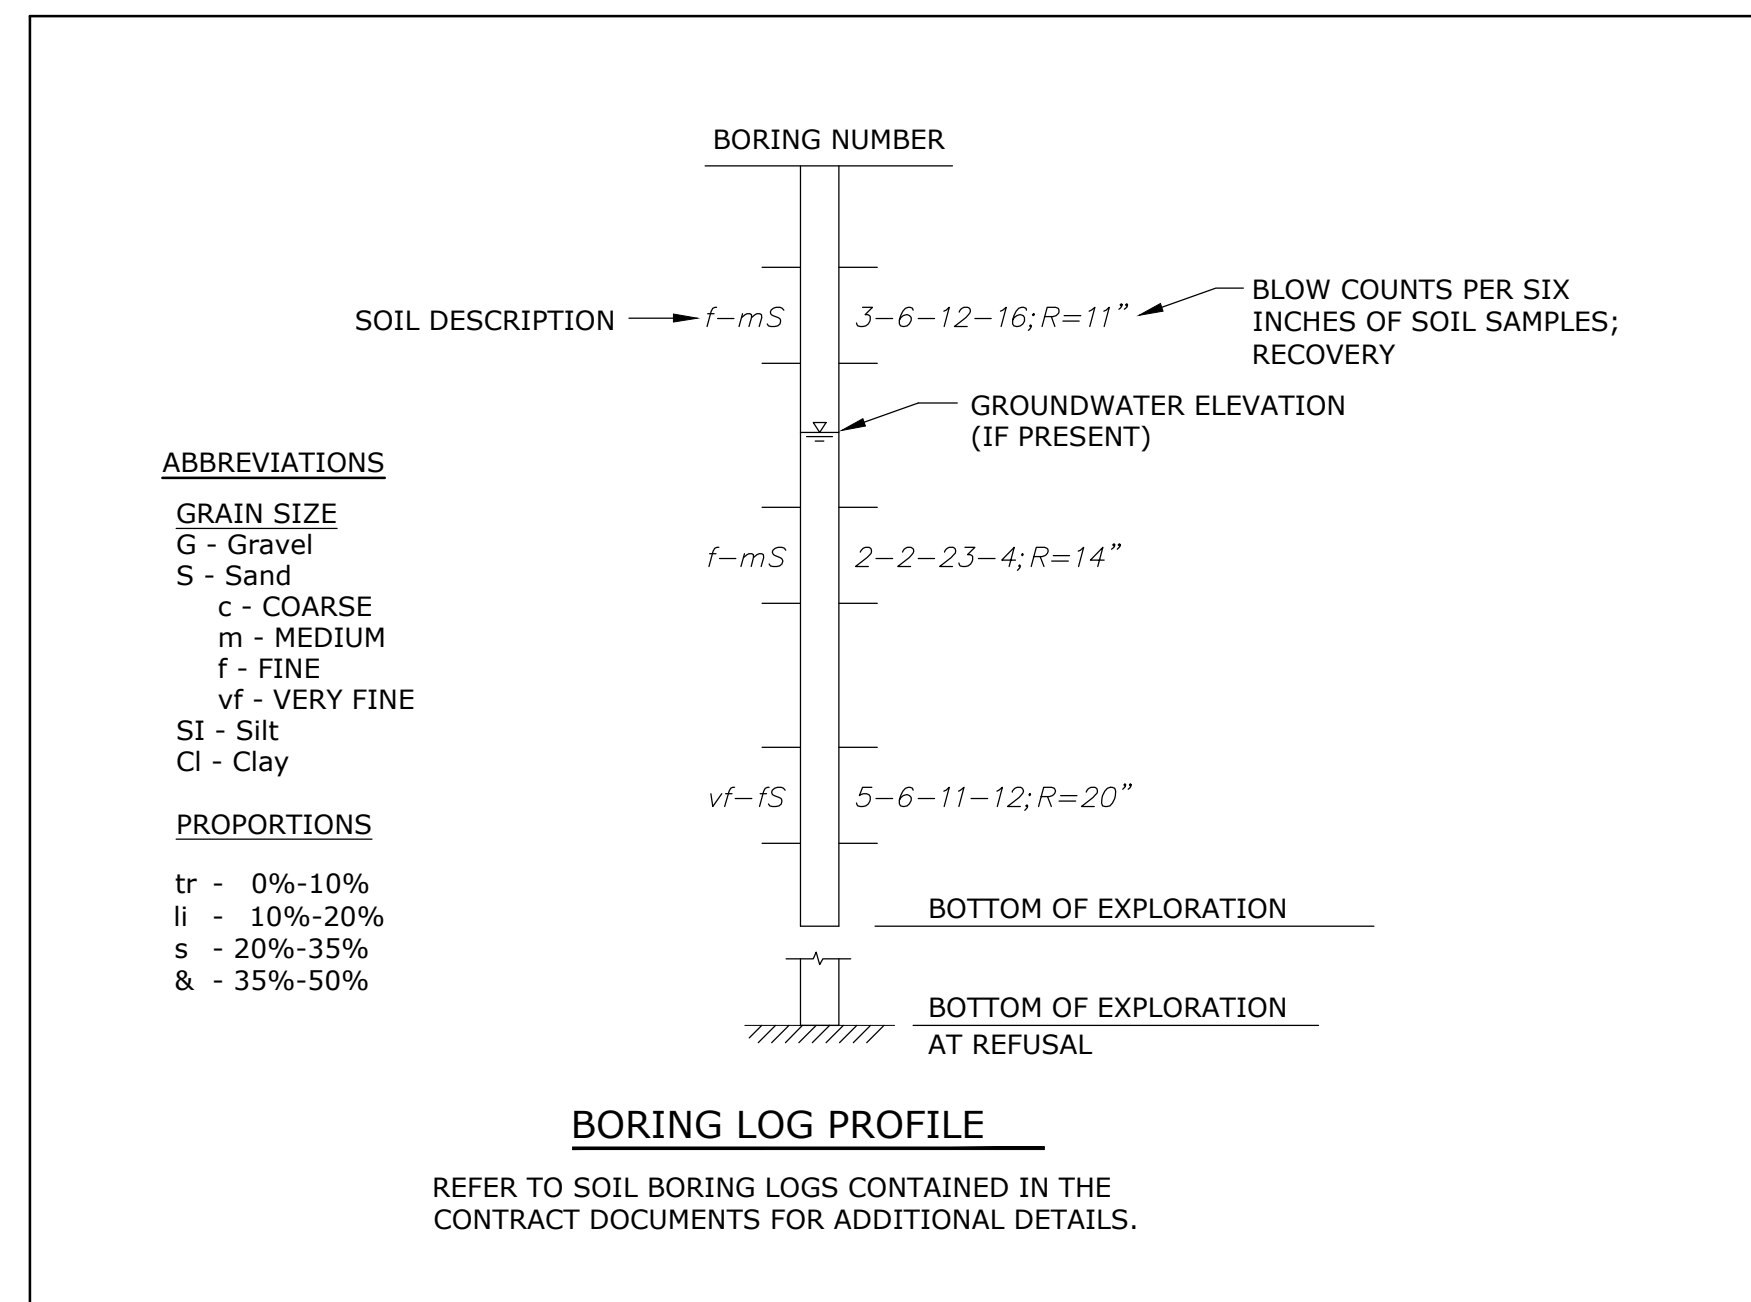 BORING NUMBER
SOIL DESCRIPTION
f-mS
3-6-12-16; R=11"
BLOW COUNTS PER SIX
INCHES OF SOIL SAMPLES;
RECOVERY
GROUNDWATER ELEVATION
(IF PRESENT)
ABBREVIATIONS
GRAIN SIZE
G - Gravel
S - Sand
c - COARSE
m - MEDIUM
f - FINE
vf - VERY FINE
SI - Silt
Cl - Clay
f-mS
2-2-23-4; R=14"
vf-fS
5-6-11-12; R=20"
PROPORTIONS
tr - 0%-10%
li - 10%-20%
s - 20%-35%
& - 35%-50%
BOTTOM OF EXPLORATION
BOTTOM OF EXPLORATION
AT REFUSAL
BORING LOG PROFILE
REFER TO SOIL BORING LOGS CONTAINED IN THE
CONTRACT DOCUMENTS FOR ADDITIONAL DETAILS.